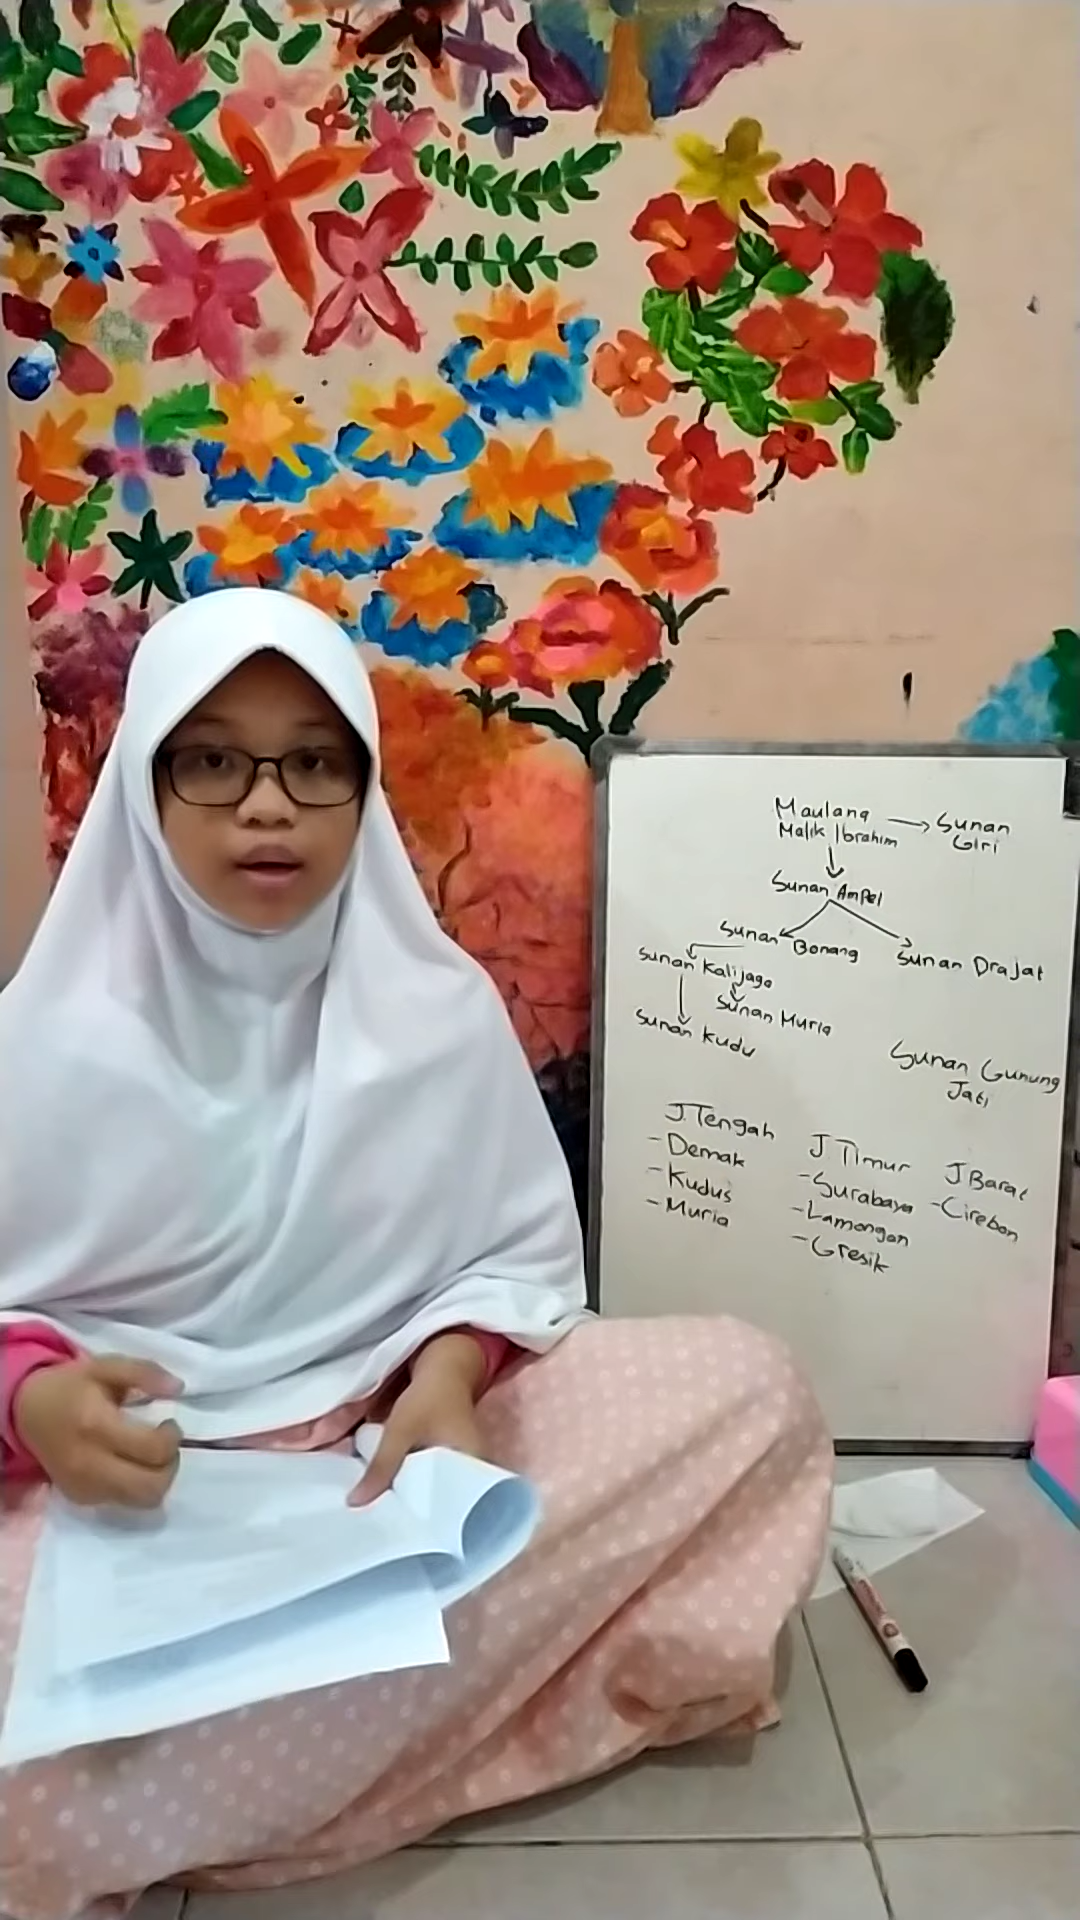 Maulana → Sunan
Malik Ibrahim Giri
Sunan Ampel
Sunan Bonang
Sunan Drajat
Sunan Kalijaga
Sunan Muria
Sunan Kudu
Sunan Gunung
Jati
J. Tengah
- Demak
- Kudus
- Muria
J. Timur
- Surabaya
- Lamongan
- Gresik
J Barat
- Cirebon